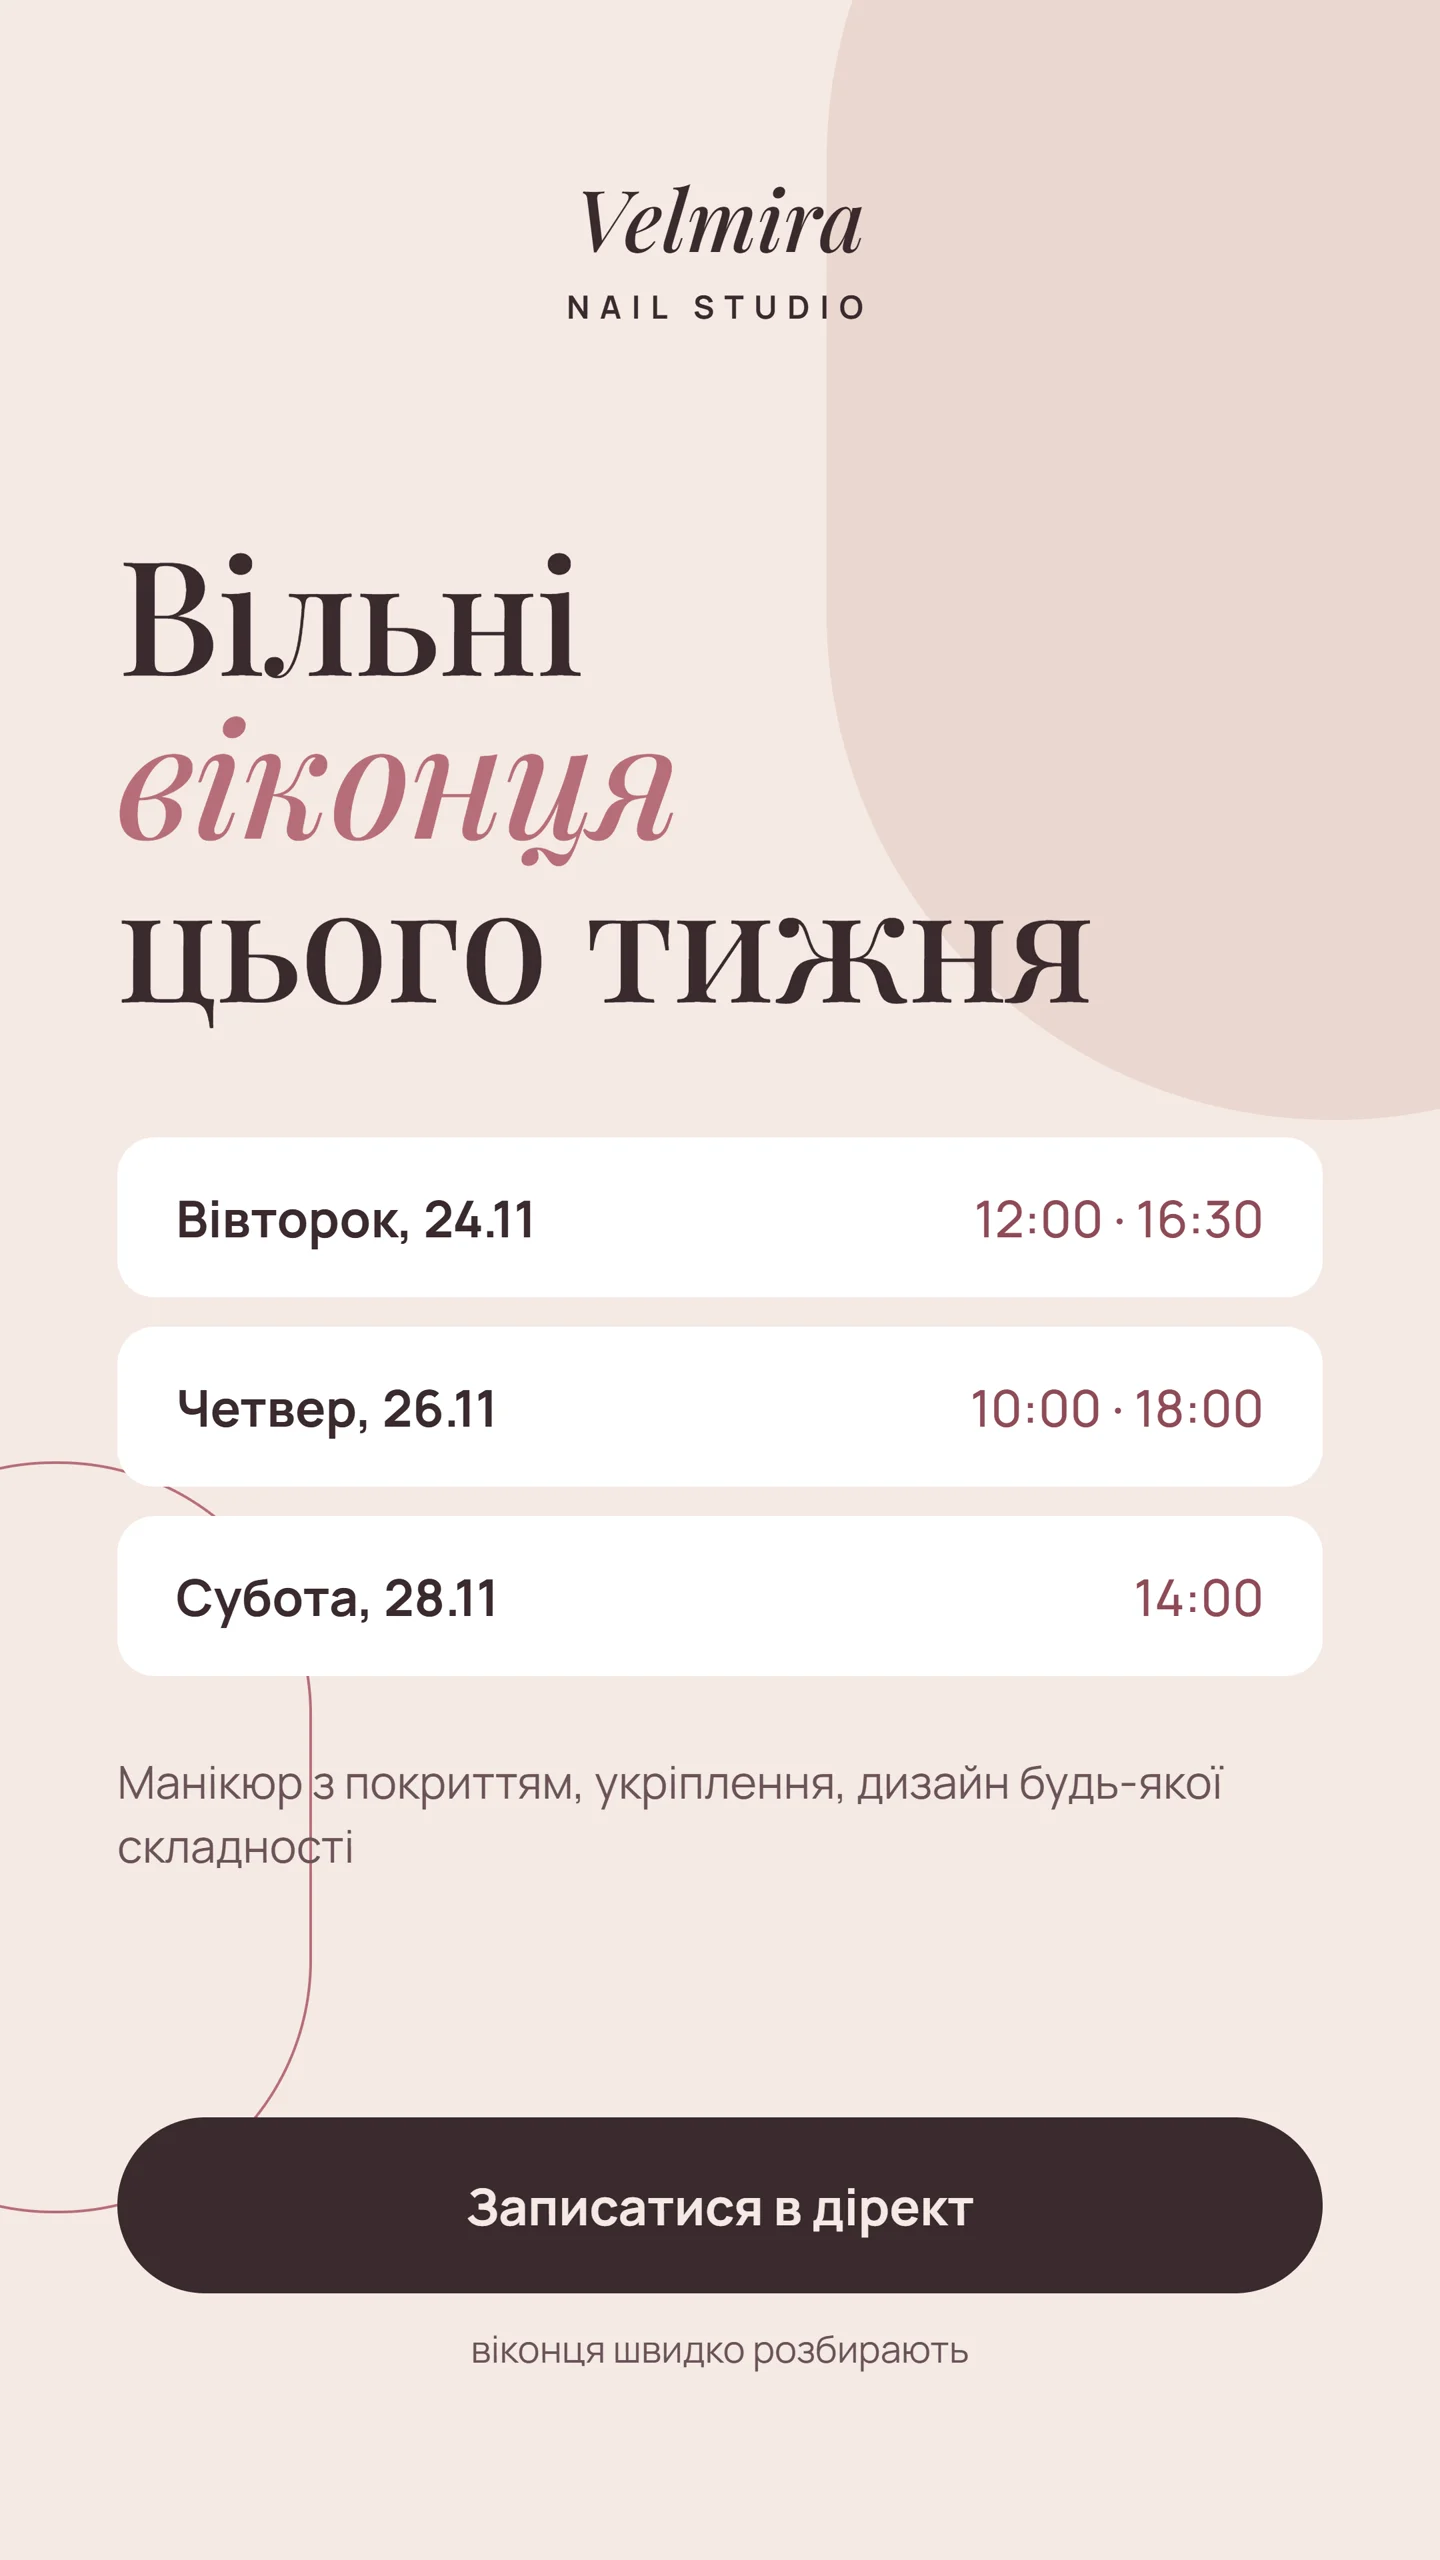 Velmira
NAIL STUDIO
Вільні
віконця
цього тижня
Вівторок, 24.11 12:00 · 16:30
Четвер, 26.11 10:00 · 18:00
Субота, 28.11 14:00
Манікюр з покриттям, укріплення, дизайн будь-якої
складності
Записатися в дірект
віконця швидко розбирають